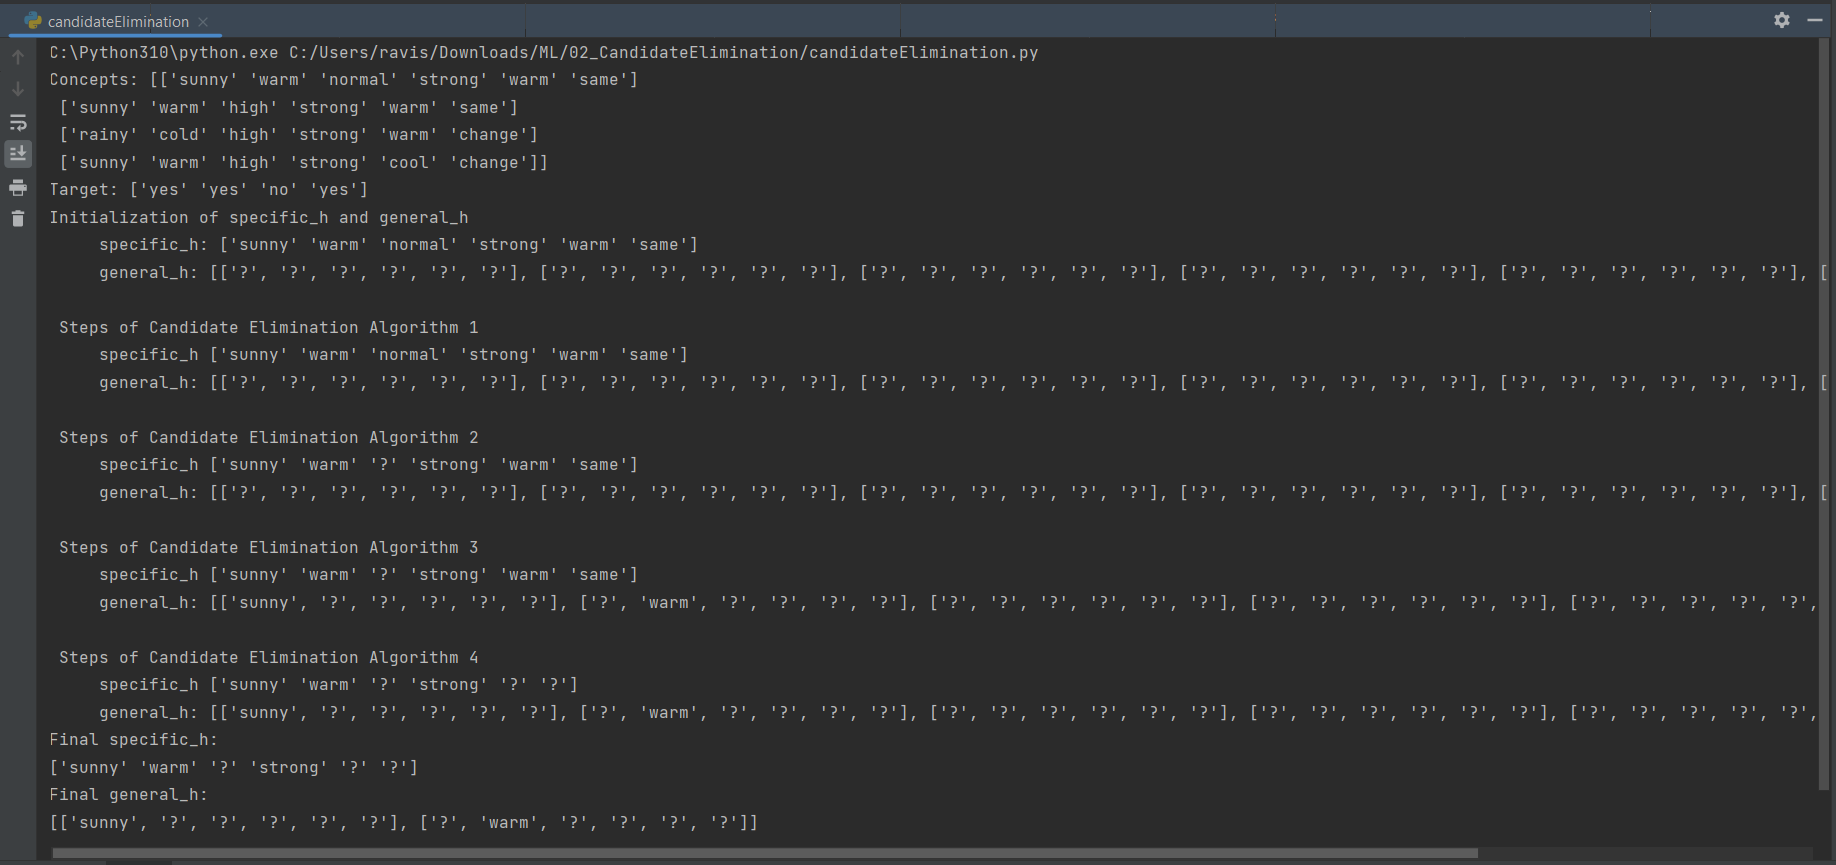 candidateElimination
C:\Python310\python.exe C:/Users/ravis/Downloads/ML/02_CandidateElimination/candidateElimination.py
Concepts: [['sunny' 'warm' 'normal' 'strong' 'warm' 'same']
['sunny' 'warm' 'high' 'strong' 'warm' 'same']
['rainy' 'cold' 'high' 'strong' 'warm' 'change']
['sunny' 'warm' 'high' 'strong' 'cool' 'change']]
Target: ['yes' 'yes' 'no' 'yes']
Initialization of specific_h and general_h
specific_h: ['sunny' 'warm' 'normal' 'strong' 'warm' 'same']
general_h: [['?', '?', '?', '?', '?', '?'], ['?', '?', '?', '?', '?', '?'], ['?', '?', '?', '?', '?', '?'], ['?', '?', '?', '?', '?', '?'], ['?', '?', '?', '?', '?', '?'], [
Steps of Candidate Elimination Algorithm 1
specific_h ['sunny' 'warm' 'normal' 'strong' 'warm' 'same']
general_h: [['?', '?', '?', '?', '?', '?'], ['?', '?', '?', '?', '?', '?'], ['?', '?', '?', '?', '?', '?'], ['?', '?', '?', '?', '?', '?'], ['?', '?', '?', '?', '?', '?'], [
Steps of Candidate Elimination Algorithm 2
specific_h ['sunny' 'warm' '?' 'strong' 'warm' 'same']
general_h: [['?', '?', '?', '?', '?', '?'], ['?', '?', '?', '?', '?', '?'], ['?', '?', '?', '?', '?', '?'], ['?', '?', '?', '?', '?', '?'], ['?', '?', '?', '?', '?', '?'], [
Steps of Candidate Elimination Algorithm 3
specific_h ['sunny' 'warm' '?' 'strong' 'warm' 'same']
general_h: [['sunny', '?', '?', '?', '?', '?'], ['?', 'warm', '?', '?', '?', '?'], ['?', '?', '?', '?', '?', '?'], ['?', '?', '?', '?', '?', '?'], ['?', '?', '?', '?', '?',
Steps of Candidate Elimination Algorithm 4
specific_h ['sunny' 'warm' '?' 'strong' '?' '?']
general_h: [['sunny', '?', '?', '?', '?', '?'], ['?', 'warm', '?', '?', '?', '?'], ['?', '?', '?', '?', '?', '?'], ['?', '?', '?', '?', '?', '?'], ['?', '?', '?', '?', '?',
Final specific_h:
['sunny' 'warm' '?' 'strong' '?' '?']
Final general_h:
[['sunny', '?', '?', '?', '?', '?'], ['?', 'warm', '?', '?', '?', '?']]